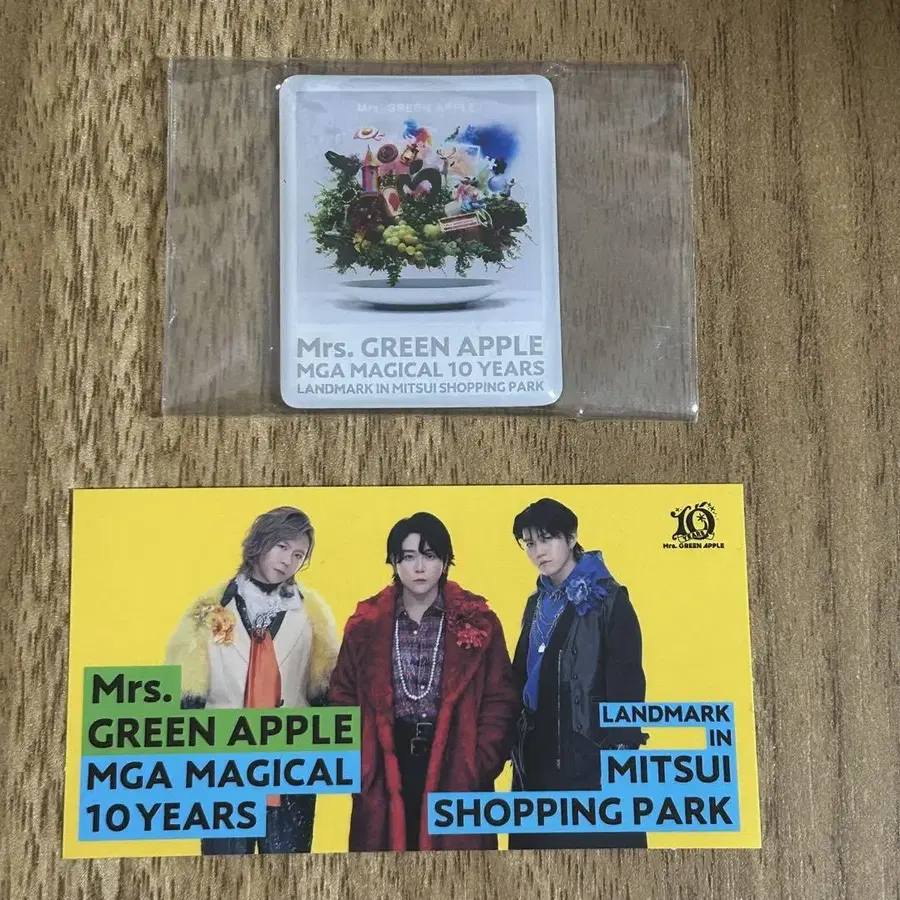 Mrs. GREEN APPLE
Mrs. GREEN APPLE
MGA MAGICAL 10 YEARS
LANDMARK IN MITSUI SHOPPING PARK
10
Mrs. GREEN APPLE
Mrs.
GREEN APPLE
MGA MAGICAL
10 YEARS
LANDMARK
IN
MITSUI
SHOPPING PARK